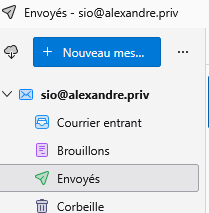 Envoyés - sio@alexandre.priv
+ Nouveau mes...
sio@alexandre.priv
Courrier entrant
Brouillons
Envoyés
Corbeille